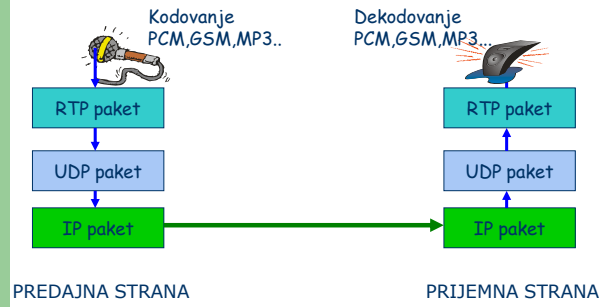 Kodovanje
PCM,GSM,MP3..
Dekodovanje
PCM,GSM,MP3...
RTP paket
RTP paket
UDP paket
UDP paket
IP paket
IP paket
PREDAJNA STRANA
PRIJEMNA STRANA